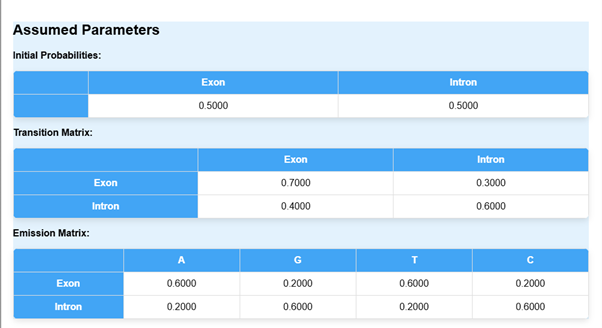 Assumed Parameters
Initial Probabilities:
Exon Intron
0.5000 0.5000
Transition Matrix:
Exon Intron
Exon 0.7000 0.3000
Intron 0.4000 0.6000
Emission Matrix:
A G T C
Exon 0.6000 0.2000 0.6000 0.2000
Intron 0.2000 0.6000 0.2000 0.6000